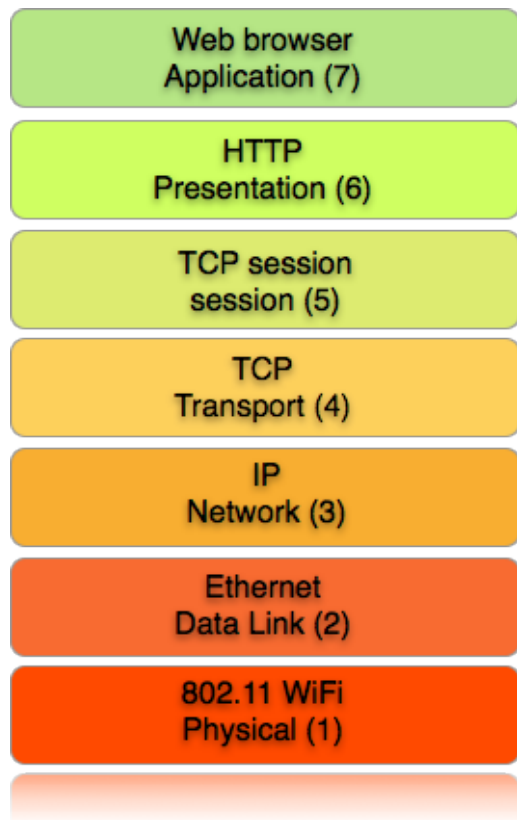 Web browser
Application (7)
HTTP
Presentation (6)
TCP session
session (5)
TCP
Transport (4)
IP
Network (3)
Ethernet
Data Link (2)
802.11 WiFi
Physical (1)